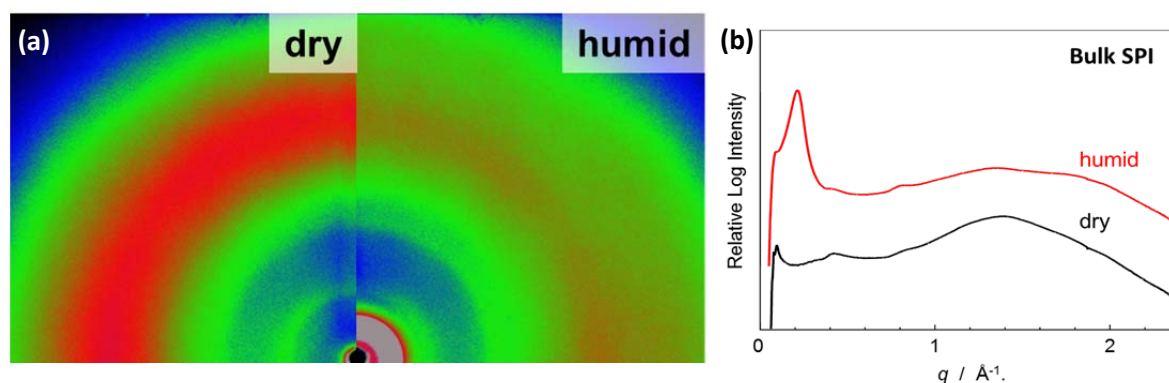 (a)
dry
humid
(b)
Bulk SPI
Relative Log Intensity
humid
dry
0
1
2
q / Å⁻¹.